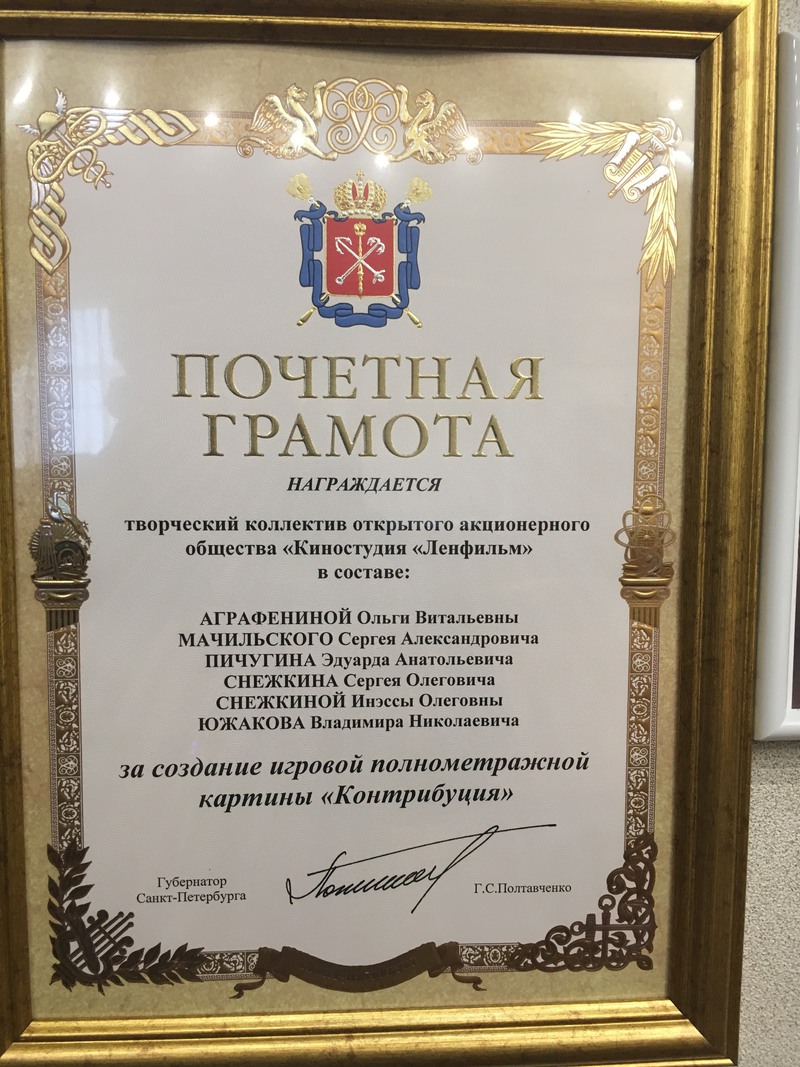 ПОЧЕТНАЯ
ГРАМОТА
НАГРАЖДАЕТСЯ
творческий коллектив открытого акционерного
общества «Киностудия «Ленфильм»
в составе:
АГРАФЕНИНОЙ Ольги Витальевны
МАЧИЛЬСКОГО Сергея Александровича
ПИЧУГИНА Эдуарда Анатольевича
СНЕЖКИНА Сергея Олеговича
СНЕЖКИНОЙ Инэссы Олеговны
ЮЖАКОВА Владимира Николаевича
за создание игровой полнометражной
картины «Контрибуция»
Губернатор
Санкт-Петербурга
Г.С.Полтавченко